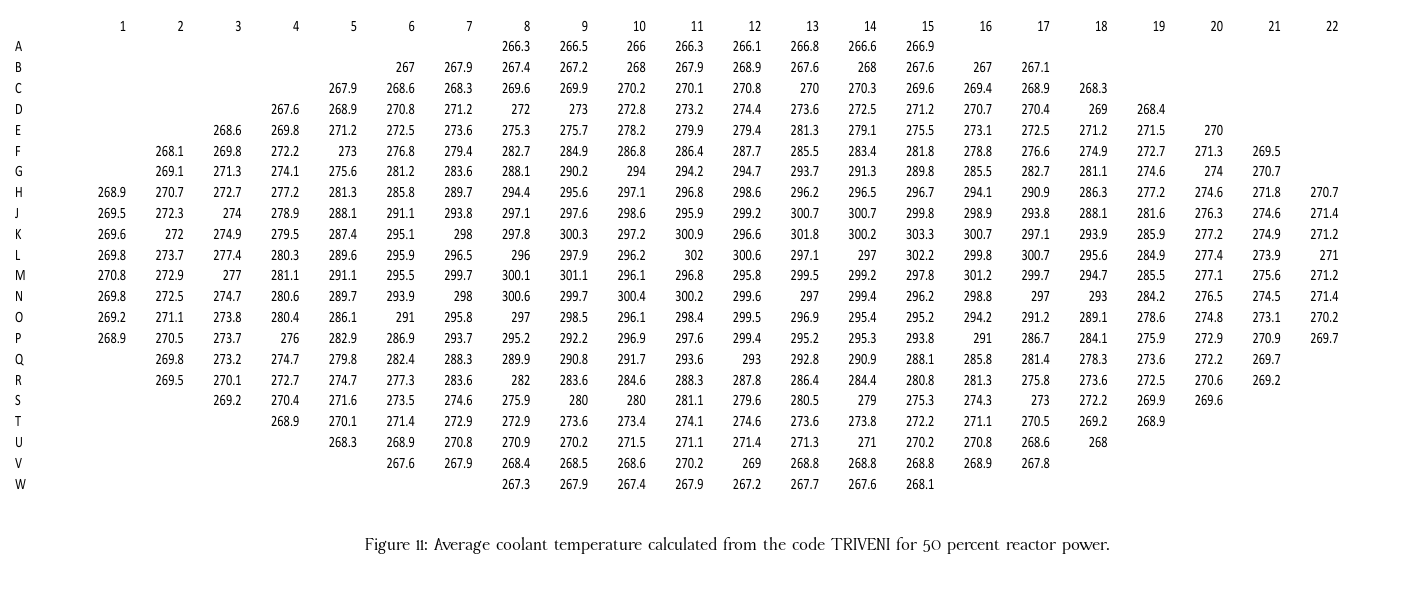 1 2 3 4 5 6 7 8 9 10 11 12 13 14 15 16 17 18 19 20 21 22
A 266.3 266.5 266 266.3 266.1 266.8 266.6 266.9
B 267 267.9 267.4 267.2 268 267.9 268.9 267.6 268 267.6 267 267.1
C 267.9 268.6 268.3 269.6 269.9 270.2 270.1 270.8 270 270.3 269.6 269.4 268.9 268.3
D 267.6 268.9 270.8 271.2 272 273 272.8 273.2 274.4 273.6 272.5 271.2 270.7 270.4 269 268.4
E 268.6 269.8 271.2 272.5 273.6 275.3 275.7 278.2 279.9 279.4 281.3 279.1 275.5 273.1 272.5 271.2 271.5 270
F 268.1 269.8 272.2 273 276.8 279.4 282.7 284.9 286.8 286.4 287.7 285.5 283.4 281.8 278.8 276.6 274.9 272.7 271.3 269.5
G 269.1 271.3 274.1 275.6 281.2 283.6 288.1 290.2 294 294.2 294.7 293.7 291.3 289.8 285.5 282.7 281.1 274.6 274 270.7
H 268.9 270.7 272.7 277.2 281.3 285.8 289.7 294.4 295.6 297.1 296.8 298.6 296.2 296.5 296.7 294.1 290.9 286.3 277.2 274.6 271.8 270.7
J 269.5 272.3 274 278.9 288.1 291.1 293.8 297.1 297.6 298.6 295.9 299.2 300.7 300.7 299.8 298.9 293.8 288.1 281.6 276.3 274.6 271.4
K 269.6 272 274.9 279.5 287.4 295.1 298 297.8 300.3 297.2 300.9 296.6 301.8 300.2 303.3 300.7 297.1 293.9 285.9 277.2 274.9 271.2
L 269.8 273.7 277.4 280.3 289.6 295.9 296.5 296 297.9 296.2 302 300.6 297.1 297 302.2 299.8 300.7 295.6 284.9 277.4 273.9 271
M 270.8 272.9 277 281.1 291.1 295.5 299.7 300.1 301.1 296.1 296.8 295.8 299.5 299.2 297.8 301.2 299.7 294.7 285.5 277.1 275.6 271.2
N 269.8 272.5 274.7 280.6 289.7 293.9 298 300.6 299.7 300.4 300.2 299.6 297 299.4 296.2 298.8 297 293 284.2 276.5 274.5 271.4
O 269.2 271.1 273.8 280.4 286.1 291 295.8 297 298.5 296.1 298.4 299.5 296.9 295.4 295.2 294.2 291.2 289.1 278.6 274.8 273.1 270.2
P 268.9 270.5 273.7 276 282.9 286.9 293.7 295.2 292.2 296.9 297.6 299.4 295.2 295.3 293.8 291 286.7 284.1 275.9 272.9 270.9 269.7
Q 269.8 273.2 274.7 279.8 282.4 288.3 289.9 290.8 291.7 293.6 293 292.8 290.9 288.1 285.8 281.4 278.3 273.6 272.2 269.7
R 269.5 270.1 272.7 274.7 277.3 283.6 282 283.6 284.6 288.3 287.8 286.4 284.4 280.8 281.3 275.8 273.6 272.5 270.6 269.2
S 269.2 270.4 271.6 273.5 274.6 275.9 280 280 281.1 279.6 280.5 279 275.3 274.3 273 272.2 269.9 269.6
T 268.9 270.1 271.4 272.9 272.9 273.6 273.4 274.1 274.6 273.6 273.8 272.2 271.1 270.5 269.2 268.9
U 268.3 268.9 270.8 270.9 270.2 271.5 271.1 271.4 271.3 271 270.2 270.8 268.6 268
V 267.6 267.9 268.4 268.5 268.6 270.2 269 268.8 268.8 268.8 268.9 267.8
W 267.3 267.9 267.4 267.9 267.2 267.7 267.6 268.1
Figure 11: Average coolant temperature calculated from the code TRIVENI for 50 percent reactor power.